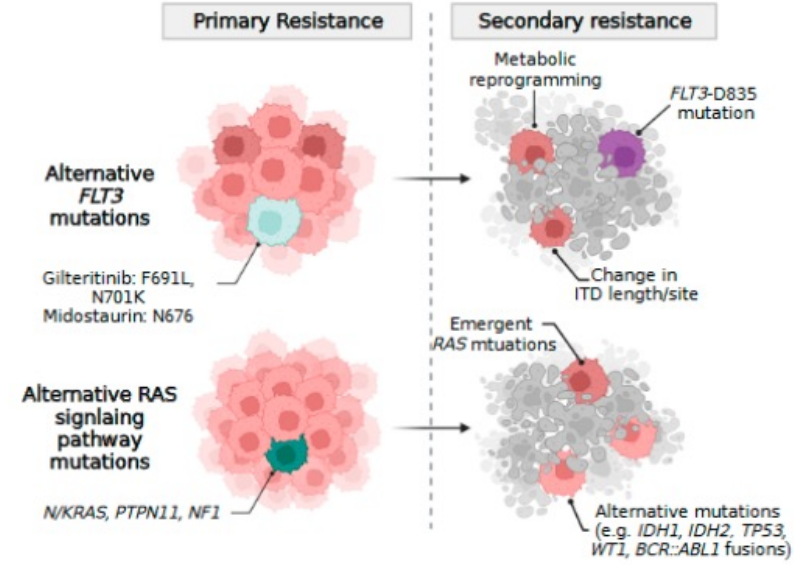 Primary Resistance
Secondary resistance
Metabolic
reprogramming
FLT3-D835
mutation
Alternative
FLT3
mutations
Gilteritinib: F691L,
N701K
Midostaurin: N676
Change in
ITD length/site
Emergent
RAS mtuations
Alternative RAS
signlaing
pathway
mutations
N/KRAS, PTPN11, NF1
Alternative mutations
(e.g. IDH1, IDH2, TP53,
WT1, BCR::ABL1 fusions)